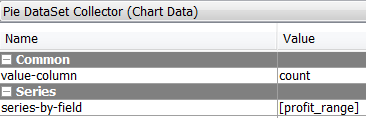 Pie DataSet Collector (Chart Data)
Name Value
Common
value-column count
Series
series-by-field [profit_range]